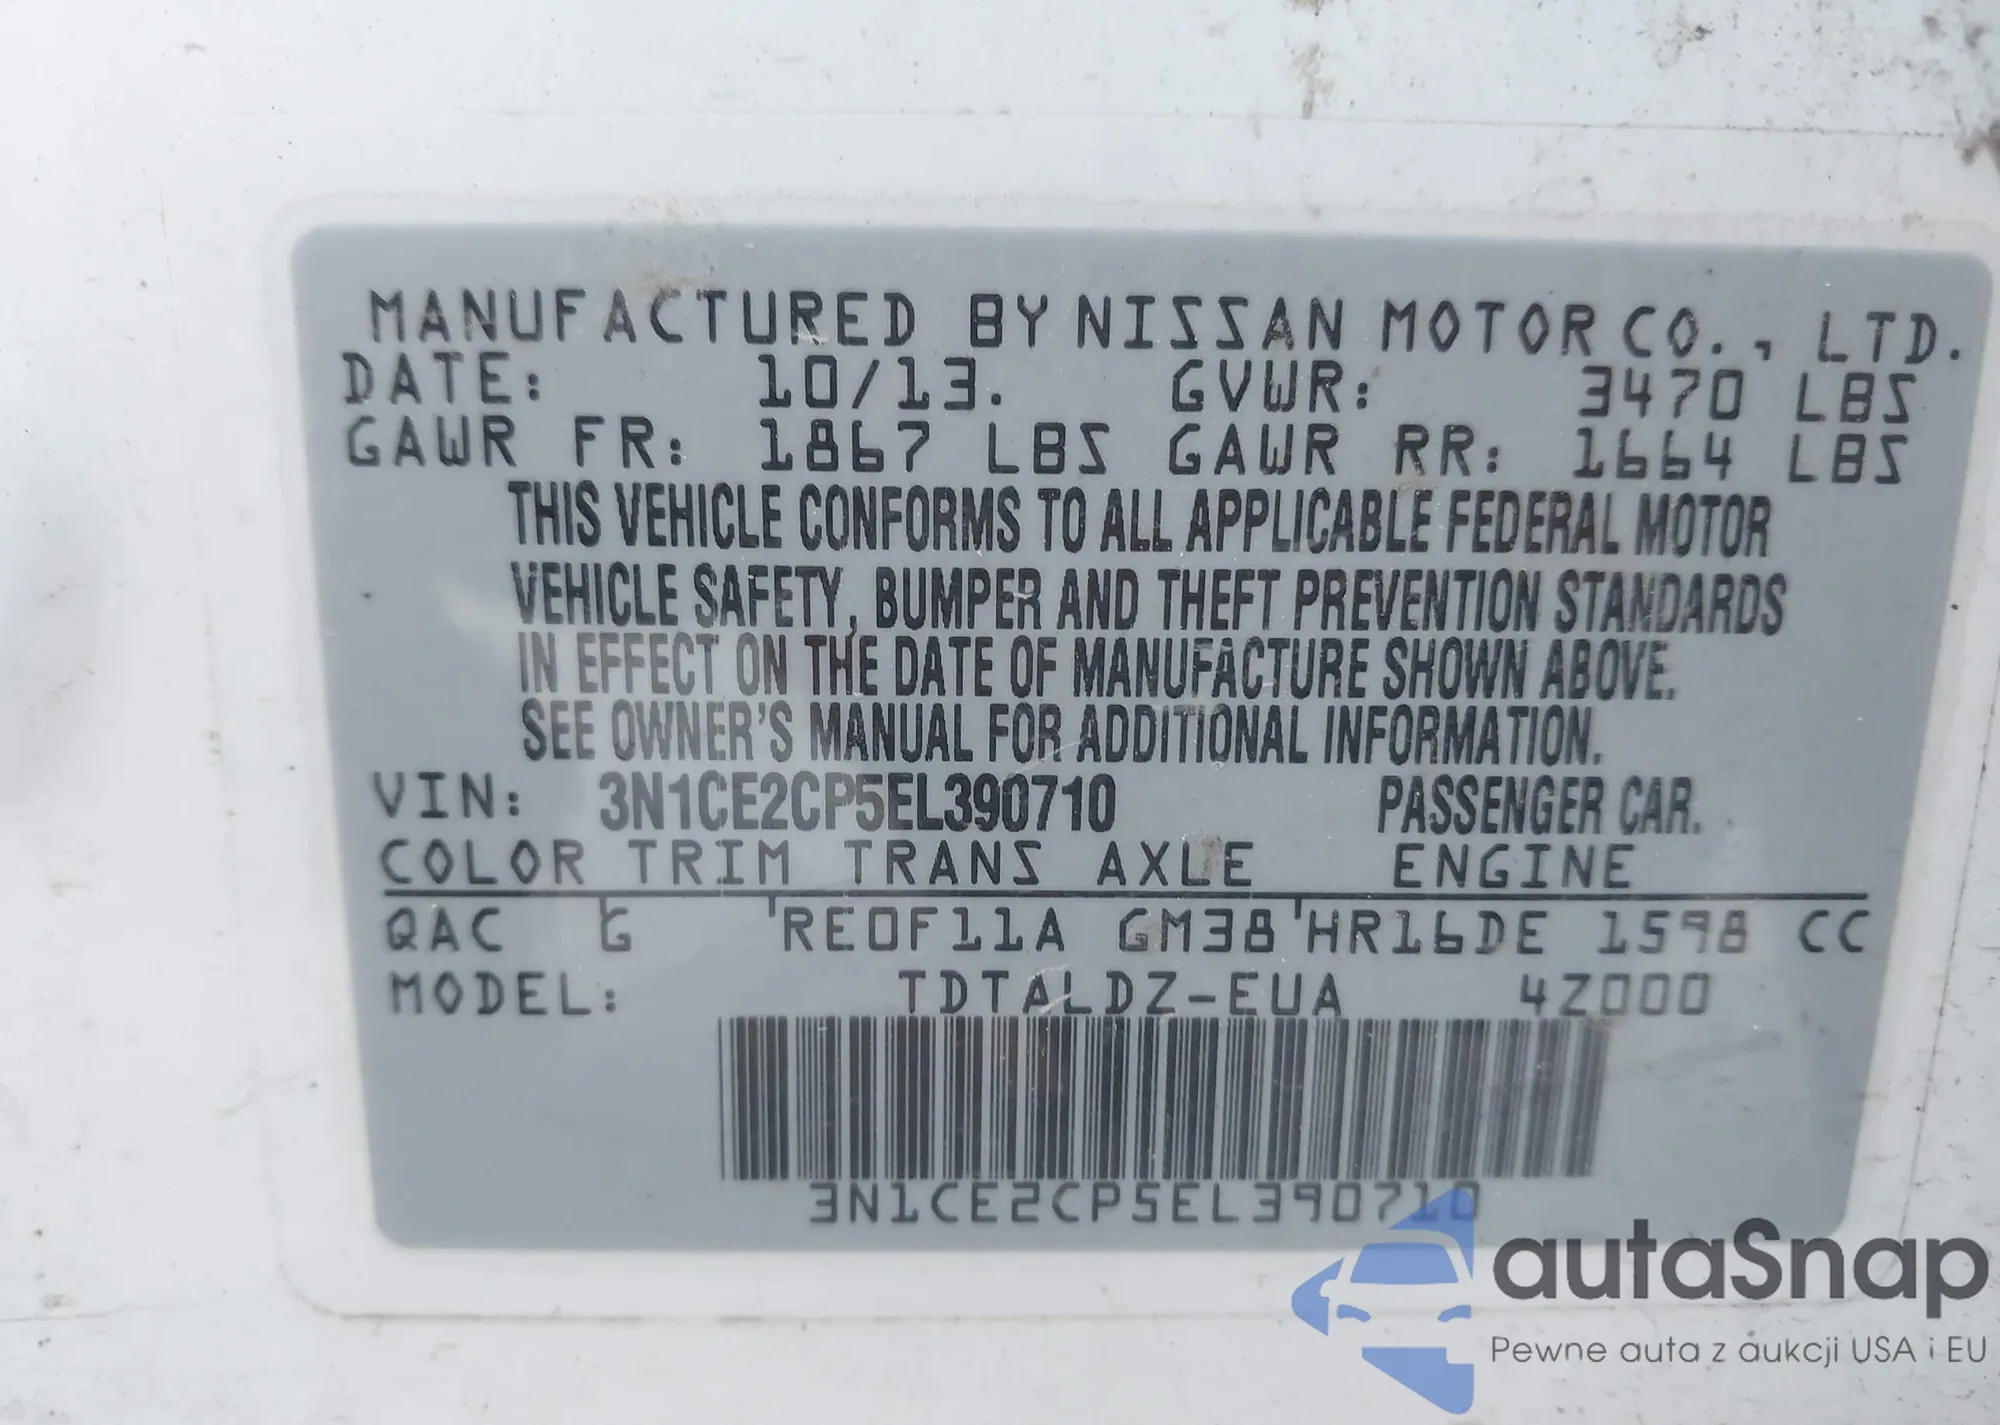 MANUFACTURED BY NISSAN MOTOR CO., LTD.
DATE: 10/13. GVWR: 3470 LBS
GAWR FR: 1867 LBS GAWR RR: 1664 LBS
THIS VEHICLE CONFORMS TO ALL APPLICABLE FEDERAL MOTOR
VEHICLE SAFETY, BUMPER AND THEFT PREVENTION STANDARDS
IN EFFECT ON THE DATE OF MANUFACTURE SHOWN ABOVE.
SEE OWNER'S MANUAL FOR ADDITIONAL INFORMATION.
VIN: 3N1CE2CP5EL390710 PASSENGER CAR.
COLOR TRIM TRANS AXLE ENGINE
QAC G RE0F11A GM38 HR16DE 1598 CC
MODEL: TDTALDZ-EUA 4Z000
3N1CE2CP5EL390710
autaSnap
Pewne auta z aukcji USA i EU